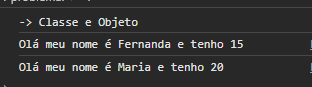 -> Classe e Objeto
Olá meu nome é Fernanda e tenho 15
Olá meu nome é Maria e tenho 20